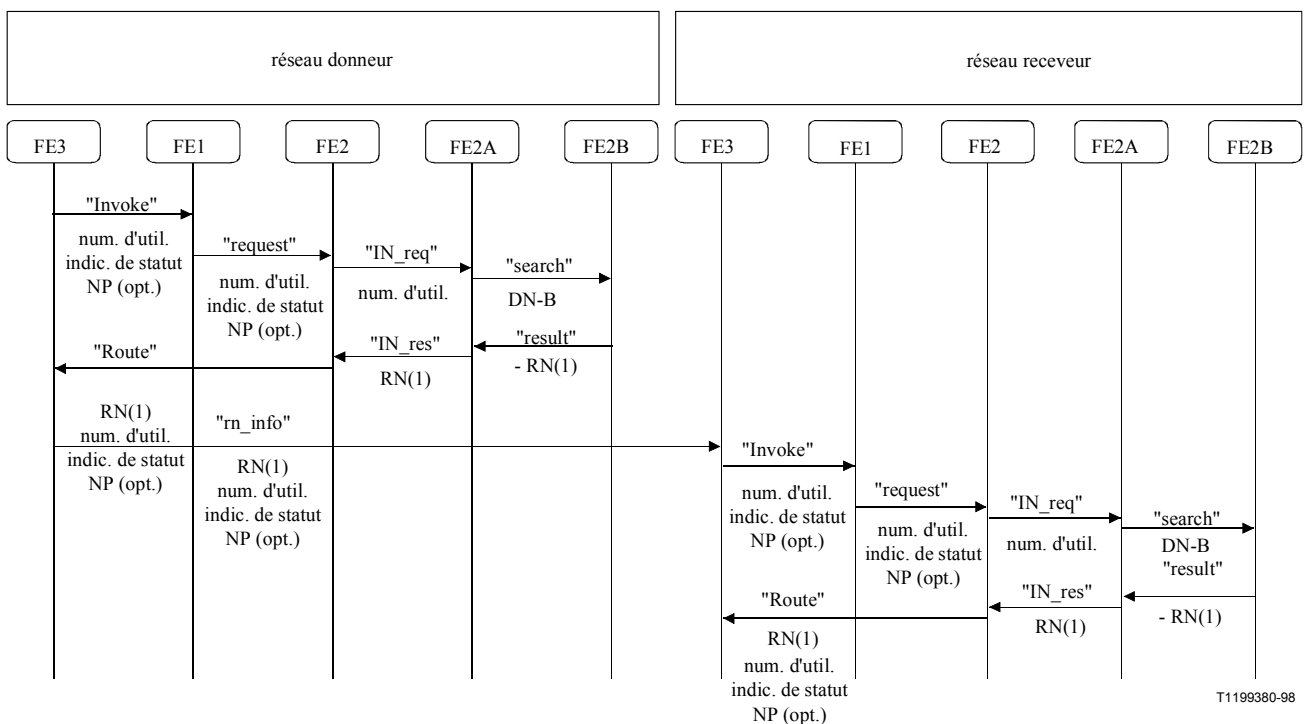 réseau donneur
réseau receveur
FE3
FE1
FE2
FE2A
FE2B
FE3
FE1
FE2
FE2A
FE2B
"Invoke"
num. d'util.
indic. de statut
NP (opt.)
"request"
num. d'util.
indic. de statut
NP (opt.)
"IN_req"
num. d'util.
"search"
DN-B
"result"
- RN(1)
"IN_res"
RN(1)
"Route"
RN(1)
num. d'util.
indic. de statut
NP (opt.)
"rn_info"
RN(1)
num. d'util.
indic. de statut
NP (opt.)
"Invoke"
num. d'util.
indic. de statut
NP (opt.)
"request"
num. d'util.
indic. de statut
NP (opt.)
"IN_req"
num. d'util.
"search"
DN-B
"result"
- RN(1)
"IN_res"
RN(1)
"Route"
RN(1)
num. d'util.
indic. de statut
NP (opt.)
T1199380-98